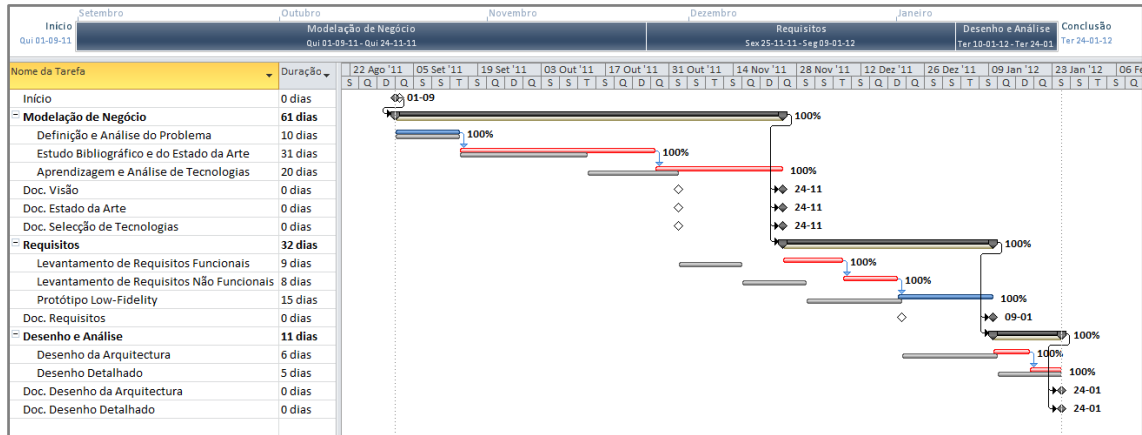 Setembro Outubro Novembro Dezembro Janeiro
Início Modelação de Negócio Requisitos Desenho e Análise Conclusão
Qui 01-09-11 Qui 01-09-11 - Qui 24-11-11 Sex 25-11-11 - Seg 09-01-12 Ter 10-01-12 - Ter 24-01 Ter 24-01-12
Nome da Tarefa Duração 22 Ago '11 05 Set '11 19 Set '11 03 Out '11 17 Out '11 31 Out '11 14 Nov '11 28 Nov '11 12 Dez '11 26 Dez '11 09 Jan '12 23 Jan '12 06 Fe
S Q D Q S S T S Q D Q S S T S Q D Q S S T S Q D Q S S T S Q D Q S S T S Q D Q S S T S Q
Início 0 dias 01-09
Modelação de Negócio 61 dias 100%
Definição e Análise do Problema 10 dias 100%
Estudo Bibliográfico e do Estado da Arte 31 dias 100%
Aprendizagem e Análise de Tecnologias 20 dias 100%
Doc. Visão 0 dias 24-11
Doc. Estado da Arte 0 dias 24-11
Doc. Selecção de Tecnologias 0 dias 24-11
Requisitos 32 dias 100%
Levantamento de Requisitos Funcionais 9 dias 100%
Levantamento de Requisitos Não Funcionais 8 dias 100%
Protótipo Low-Fidelity 15 dias 100%
Doc. Requisitos 0 dias 09-01
Desenho e Análise 11 dias 100%
Desenho da Arquitectura 6 dias 100%
Desenho Detalhado 5 dias 100%
Doc. Desenho da Arquitectura 0 dias 24-01
Doc. Desenho Detalhado 0 dias 24-01